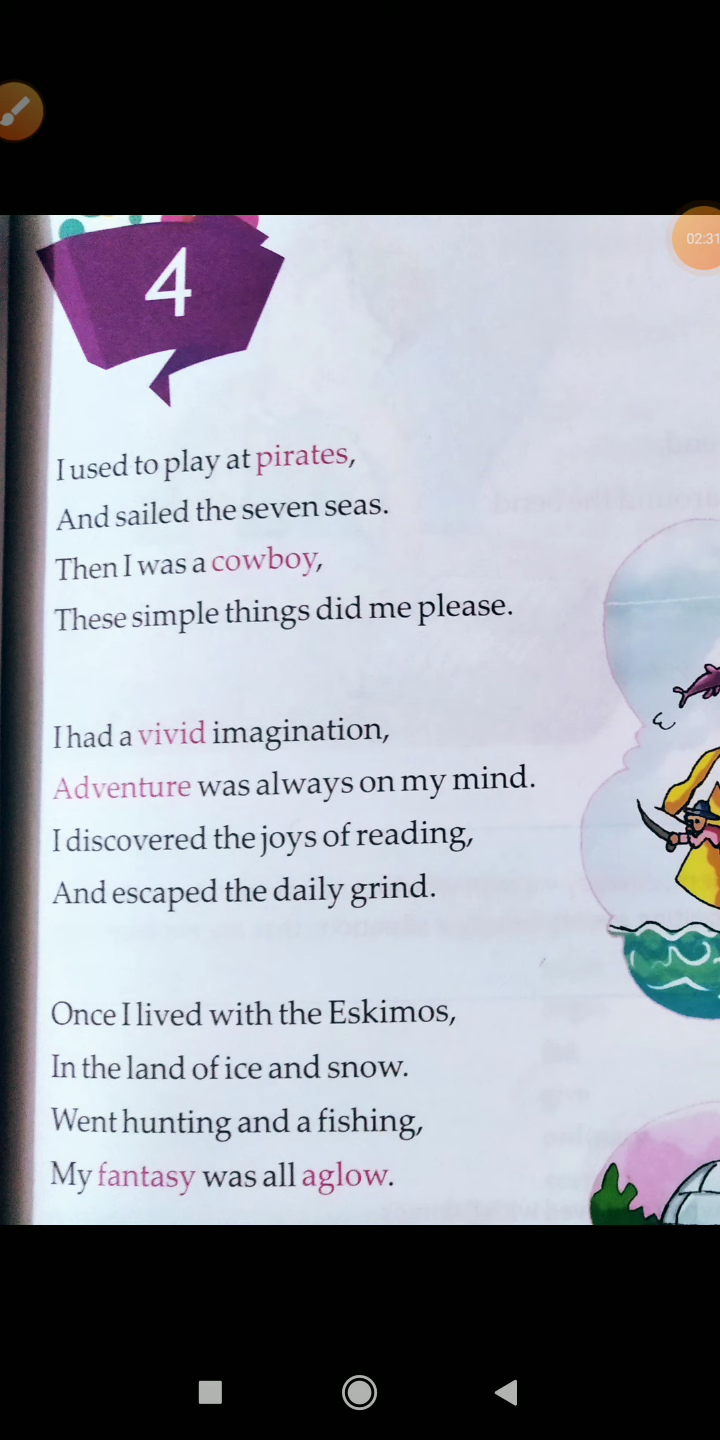 02:31
4
I used to play at pirates,
And sailed the seven seas.
Then I was a cowboy,
These simple things did me please.
I had a vivid imagination,
Adventure was always on my mind.
I discovered the joys of reading,
And escaped the daily grind.
Once I lived with the Eskimos,
In the land of ice and snow.
Went hunting and a fishing,
My fantasy was all aglow.